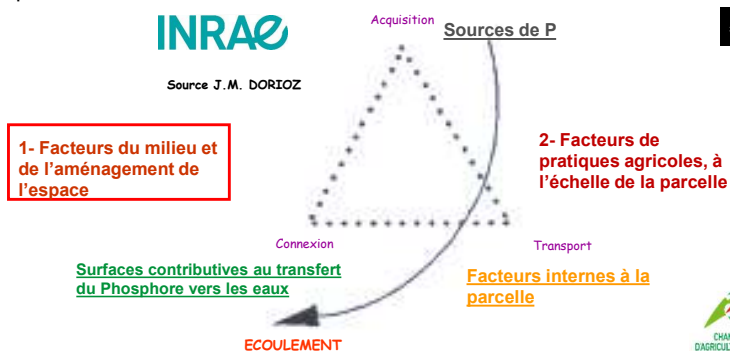 INRAE
Acquisition
Sources de P
Source J.M. DORIOZ
1- Facteurs du milieu et
de l'aménagement de
l'espace
2- Facteurs de
pratiques agricoles, à
l'échelle de la parcelle
Connexion
Transport
Surfaces contributives au transfert
du Phosphore vers les eaux
Facteurs internes à la
parcelle
ECOULEMENT